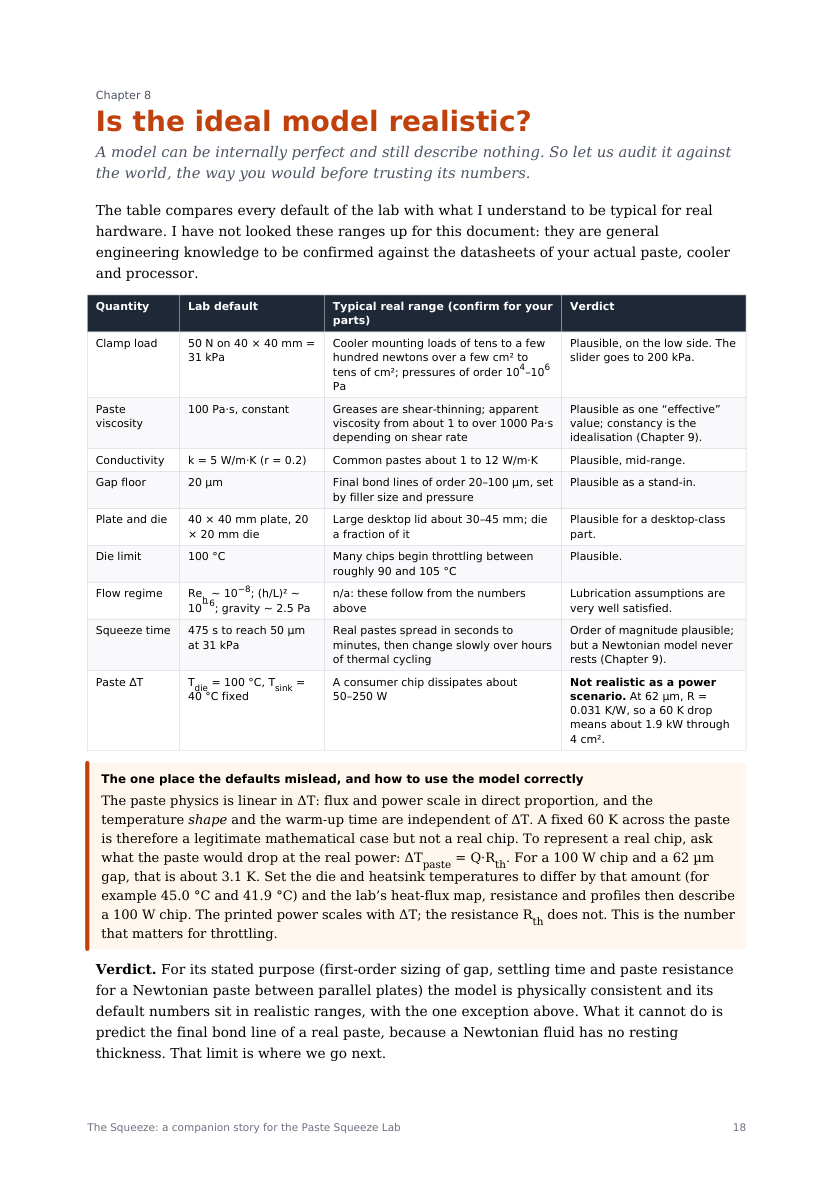 Chapter 8
Is the ideal model realistic?
A model can be internally perfect and still describe nothing. So let us audit it against
the world, the way you would before trusting its numbers.
The table compares every default of the lab with what I understand to be typical for real
hardware. I have not looked these ranges up for this document: they are general
engineering knowledge to be confirmed against the datasheets of your actual paste, cooler
and processor.
Quantity
Lab default
Typical real range (confirm for your
parts)
Verdict
Clamp load
50 N on 40 × 40 mm =
31 kPa
Cooler mounting loads of tens to a few
hundred newtons over a few cm² to
tens of cm²; pressures of order 10⁴–10⁶
Pa
Plausible, on the low side. The
slider goes to 200 kPa.
Paste
viscosity
100 Pa·s, constant
Greases are shear-thinning; apparent
viscosity from about 1 to over 1000 Pa·s
depending on shear rate
Plausible as one “effective”
value; constancy is the
idealisation (Chapter 9).
Conductivity
k = 5 W/m·K (r = 0.2)
Common pastes about 1 to 12 W/m·K
Plausible, mid-range.
Gap floor
20 µm
Final bond lines of order 20–100 µm, set
by filler size and pressure
Plausible as a stand-in.
Plate and die
40 × 40 mm plate, 20
× 20 mm die
Large desktop lid about 30–45 mm; die
a fraction of it
Plausible for a desktop-class
part.
Die limit
100 °C
Many chips begin throttling between
roughly 90 and 105 °C
Plausible.
Flow regime
Reₕ ~ 10⁻⁸; (h/L)² ~
10⁻⁶; gravity ~ 2.5 Pa
n/a: these follow from the numbers
above
Lubrication assumptions are
very well satisfied.
Squeeze time
475 s to reach 50 µm
at 31 kPa
Real pastes spread in seconds to
minutes, then change slowly over hours
of thermal cycling
Order of magnitude plausible;
but a Newtonian model never
rests (Chapter 9).
Paste ΔT
T_die = 100 °C, T_sink =
40 °C fixed
A consumer chip dissipates about
50–250 W
Not realistic as a power
scenario. At 62 µm, R =
0.031 K/W, so a 60 K drop
means about 1.9 kW through
4 cm².
The one place the defaults mislead, and how to use the model correctly
The paste physics is linear in ΔT: flux and power scale in direct proportion, and the
temperature shape and the warm-up time are independent of ΔT. A fixed 60 K across the paste
is therefore a legitimate mathematical case but not a real chip. To represent a real chip, ask
what the paste would drop at the real power: ΔT_paste = Q·R_th. For a 100 W chip and a 62 µm
gap, that is about 3.1 K. Set the die and heatsink temperatures to differ by that amount (for
example 45.0 °C and 41.9 °C) and the lab’s heat-flux map, resistance and profiles then describe
a 100 W chip. The printed power scales with ΔT; the resistance R_th does not. This is the number
that matters for throttling.
Verdict. For its stated purpose (first-order sizing of gap, settling time and paste resistance
for a Newtonian paste between parallel plates) the model is physically consistent and its
default numbers sit in realistic ranges, with the one exception above. What it cannot do is
predict the final bond line of a real paste, because a Newtonian fluid has no resting
thickness. That limit is where we go next.
The Squeeze: a companion story for the Paste Squeeze Lab
18